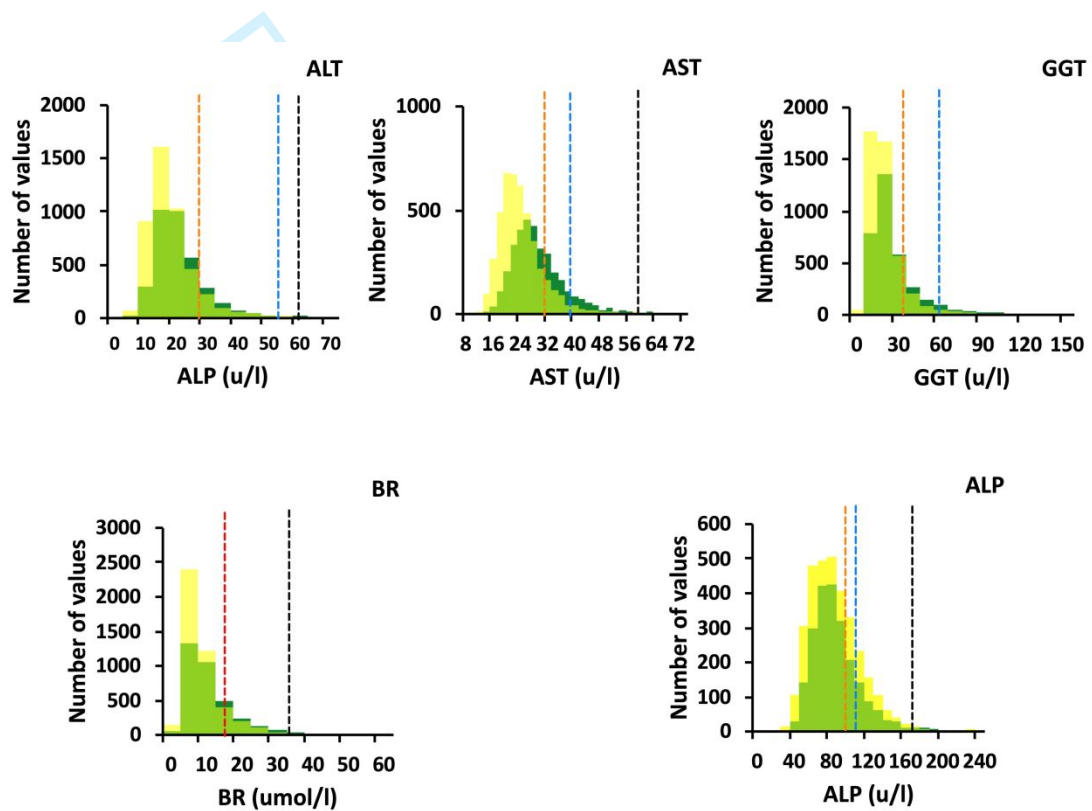 ALT
2000
1500
1000
500
0
Number of values
0 10 20 30 40 50 60 70
ALP (u/l)
AST
1000
500
0
Number of values
8 16 24 32 40 48 56 64 72
AST (u/l)
GGT
2000
1500
1000
500
0
Number of values
0 30 60 90 120 150
GGT (u/l)
BR
3000
2500
2000
1500
1000
500
0
Number of values
0 10 20 30 40 50 60
BR (umol/l)
ALP
600
500
400
300
200
100
0
Number of values
0 40 80 120 160 200 240
ALP (u/l)